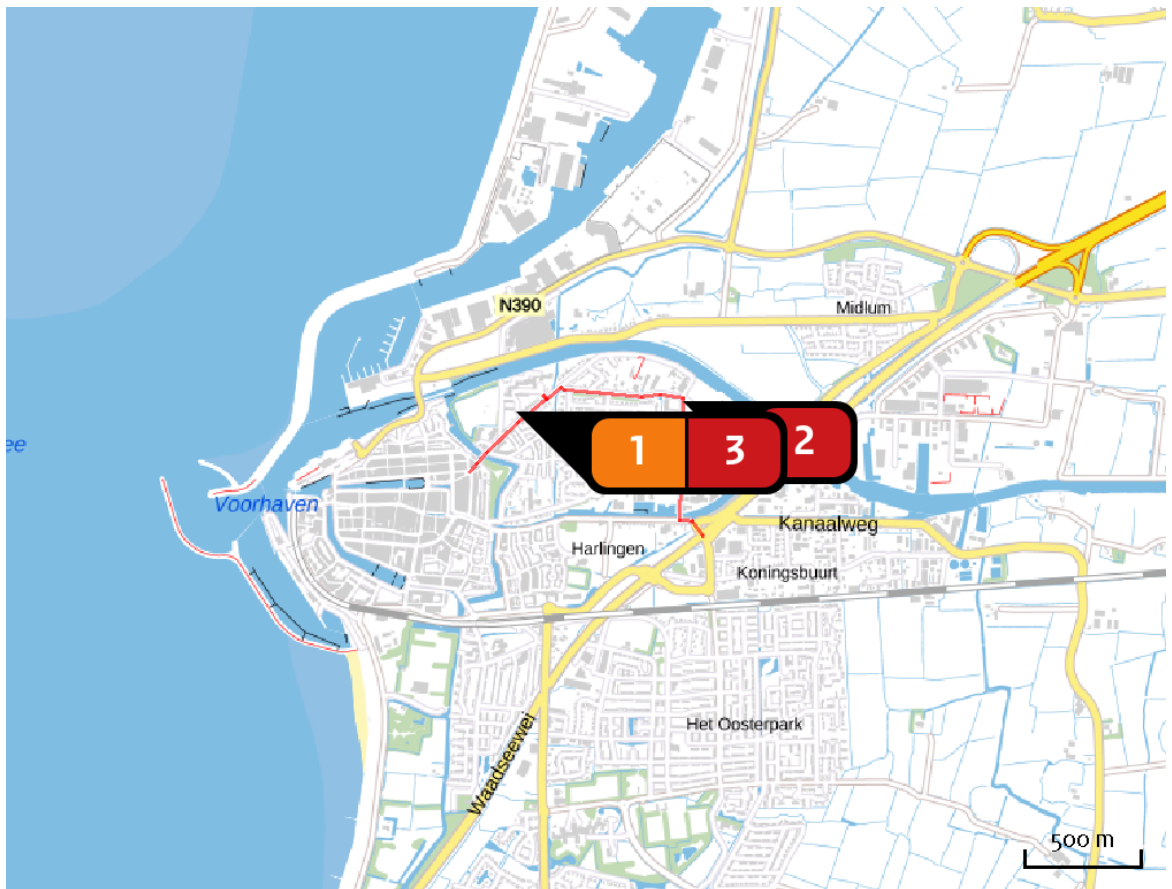 N390
Midlum
ee
Voorhaven
1
3
2
Kanaalweg
Harlingen
Koningsbuurt
Het Oosterpark
Waadseewei
500 m